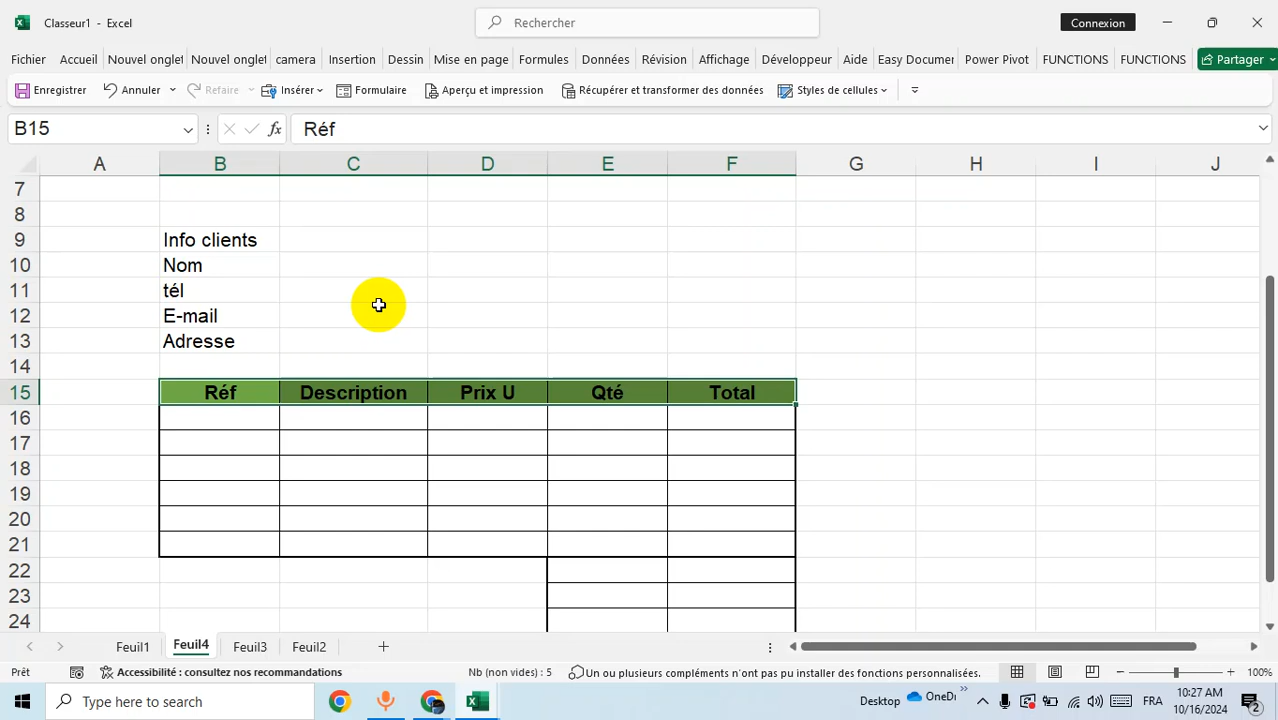 Classeur1 - Excel
Rechercher
Connexion
Fichier Accueil Nouvel onglet Nouvel onglet camera Insertion Dessin Mise en page Formules Données Révision Affichage Développeur Aide Easy Documer Power Pivot FUNCTIONS FUNCTIONS Partager
Enregistrer Annuler Refaire Insérer Formulaire Aperçu et impression Récupérer et transformer des données Styles de cellules
B15 fx Réf
A B C D E F G H I J
7
8
9 Info clients
10 Nom
11 tél
12 E-mail
13 Adresse
14
15 Réf Description Prix U Qté Total
16
17
18
19
20
21
22
23
24
Feuil1 Feuil4 Feuil3 Feuil2
Prêt Accessibilité : consultez nos recommandations Nb (non vides) : 5 Un ou plusieurs compléments n'ont pas pu installer des fonctions personnalisées. 100%
Type here to search Desktop OneDri FRA 10:27 AM
10/16/2024 2